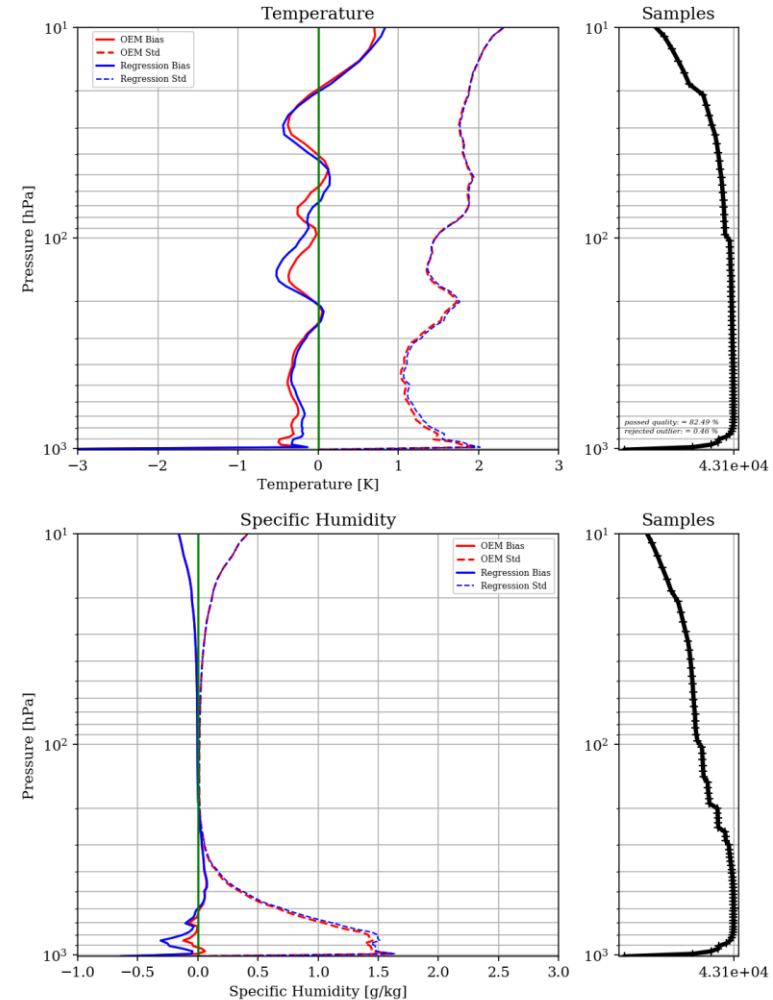 Temperature
Samples
10¹
OEM Bias
OEM Std
Regression Bias
Regression Std
Pressure [hPa]
10²
passed quality: = 82.49 %
rejected outlier: = 0.46 %
10³
−3 −2 −1 0 1 2 3
4.31e+04
Temperature [K]
Specific Humidity
Samples
10¹
OEM Bias
OEM Std
Regression Bias
Regression Std
Pressure [hPa]
10²
10³
−1.0 −0.5 0.0 0.5 1.0 1.5 2.0 2.5 3.0
4.31e+04
Specific Humidity [g/kg]